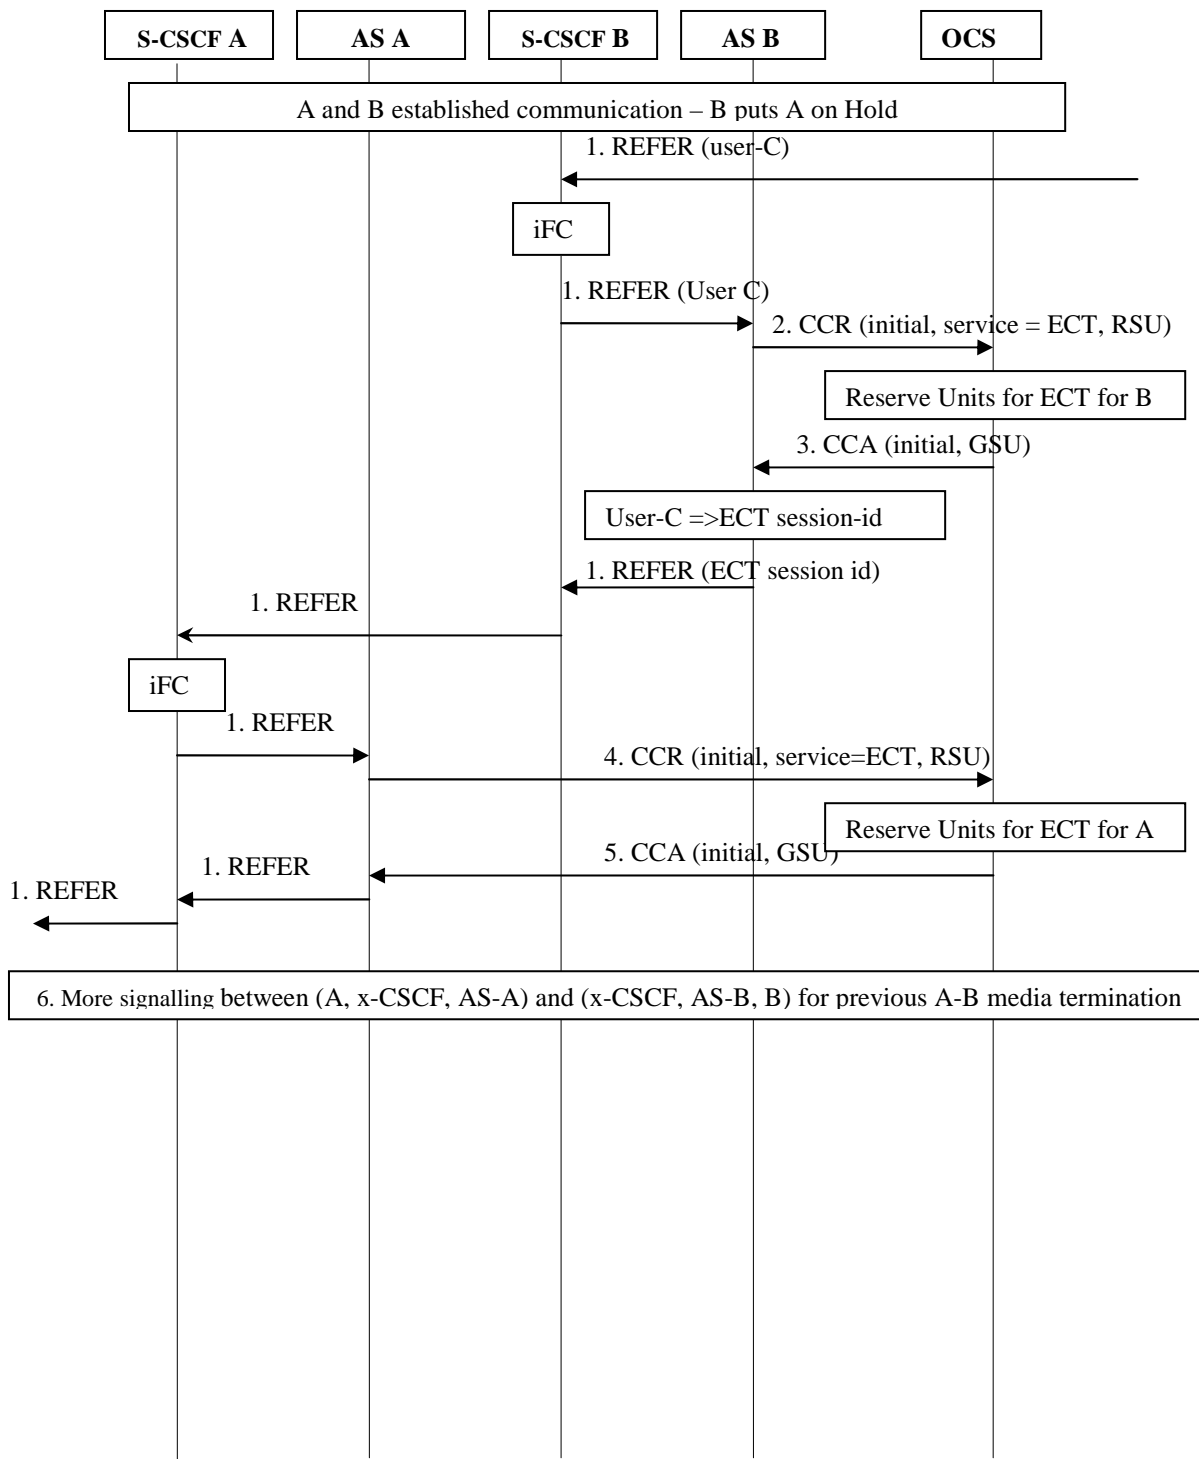 S-CSCF A
AS A
S-CSCF B
AS B
OCS
A and B established communication – B puts A on Hold
1. REFER (user-C)
iFC
1. REFER (User C)
2. CCR (initial, service = ECT, RSU)
Reserve Units for ECT for B
3. CCA (initial, GSU)
User-C =>ECT session-id
1. REFER (ECT session id)
1. REFER
iFC
1. REFER
4. CCR (initial, service=ECT, RSU)
Reserve Units for ECT for A
5. CCA (initial, GSU)
1. REFER
1. REFER
6. More signalling between (A, x-CSCF, AS-A) and (x-CSCF, AS-B, B) for previous A-B media termination